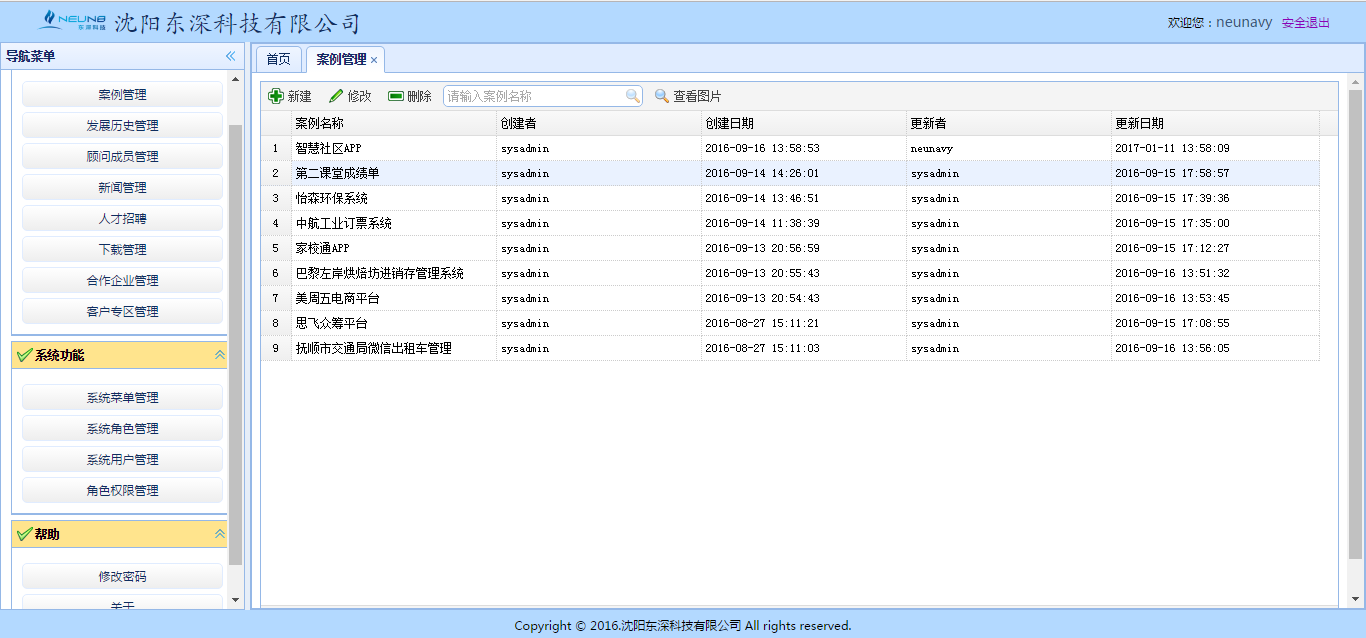 NEUNB 东深科技 沈阳东深科技有限公司 欢迎您：neunavy 安全退出
导航菜单
案例管理
发展历史管理
顾问成员管理
新闻管理
人才招聘
下载管理
合作企业管理
客户专区管理
系统功能
系统菜单管理
系统角色管理
系统用户管理
角色权限管理
帮助
修改密码
关于
首页 案例管理
新建 修改 删除 请输入案例名称 查看图片
案例名称 创建者 创建日期 更新者 更新日期
1 智慧社区APP sysadmin 2016-09-16 13:58:53 neunavy 2017-01-11 13:58:09
2 第二课堂成绩单 sysadmin 2016-09-14 14:26:01 sysadmin 2016-09-15 17:58:57
3 怡森环保系统 sysadmin 2016-09-14 13:46:51 sysadmin 2016-09-15 17:39:36
4 中航工业订票系统 sysadmin 2016-09-14 11:38:39 sysadmin 2016-09-15 17:35:00
5 家校通APP sysadmin 2016-09-13 20:56:59 sysadmin 2016-09-15 17:12:27
6 巴黎左岸烘焙坊进销存管理系统 sysadmin 2016-09-13 20:55:43 sysadmin 2016-09-16 13:51:32
7 美周五电商平台 sysadmin 2016-09-13 20:54:43 sysadmin 2016-09-16 13:53:45
8 思飞众筹平台 sysadmin 2016-08-27 15:11:21 sysadmin 2016-09-15 17:08:55
9 抚顺市交通局微信出租车管理 sysadmin 2016-08-27 15:11:03 sysadmin 2016-09-16 13:56:05
Copyright © 2016.沈阳东深科技有限公司 All rights reserved.